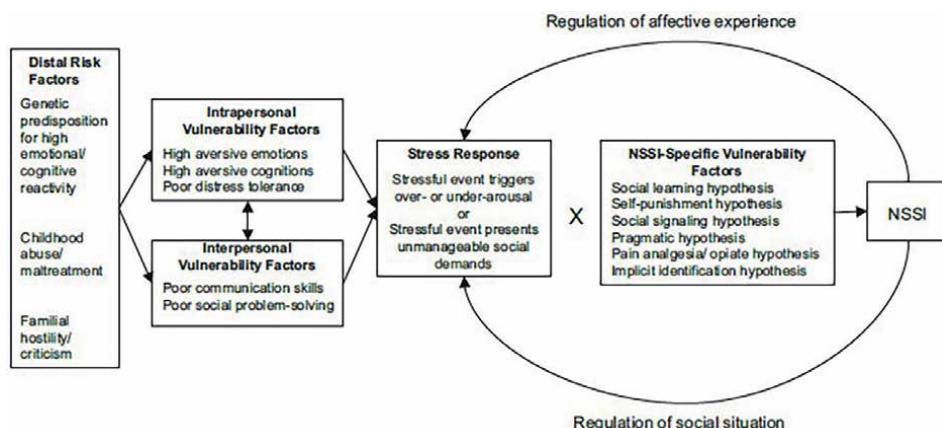 Regulation of affective experience
Distal Risk
Factors
Genetic
predisposition
for high
emotional/
cognitive
reactivity
Childhood
abuse/
maltreatment
Familial
hostility/
criticism
Intrapersonal
Vulnerability Factors
High aversive emotions
High aversive cognitions
Poor distress tolerance
Interpersonal
Vulnerability Factors
Poor communication skills
Poor social problem-solving
Stress Response
Stressful event triggers
over- or under-arousal
or
Stressful event presents
unmanageable social
demands
X
NSSI-Specific Vulnerability
Factors
Social learning hypothesis
Self-punishment hypothesis
Social signaling hypothesis
Pragmatic hypothesis
Pain analgesia/ opiate hypothesis
Implicit identification hypothesis
NSSI
Regulation of social situation